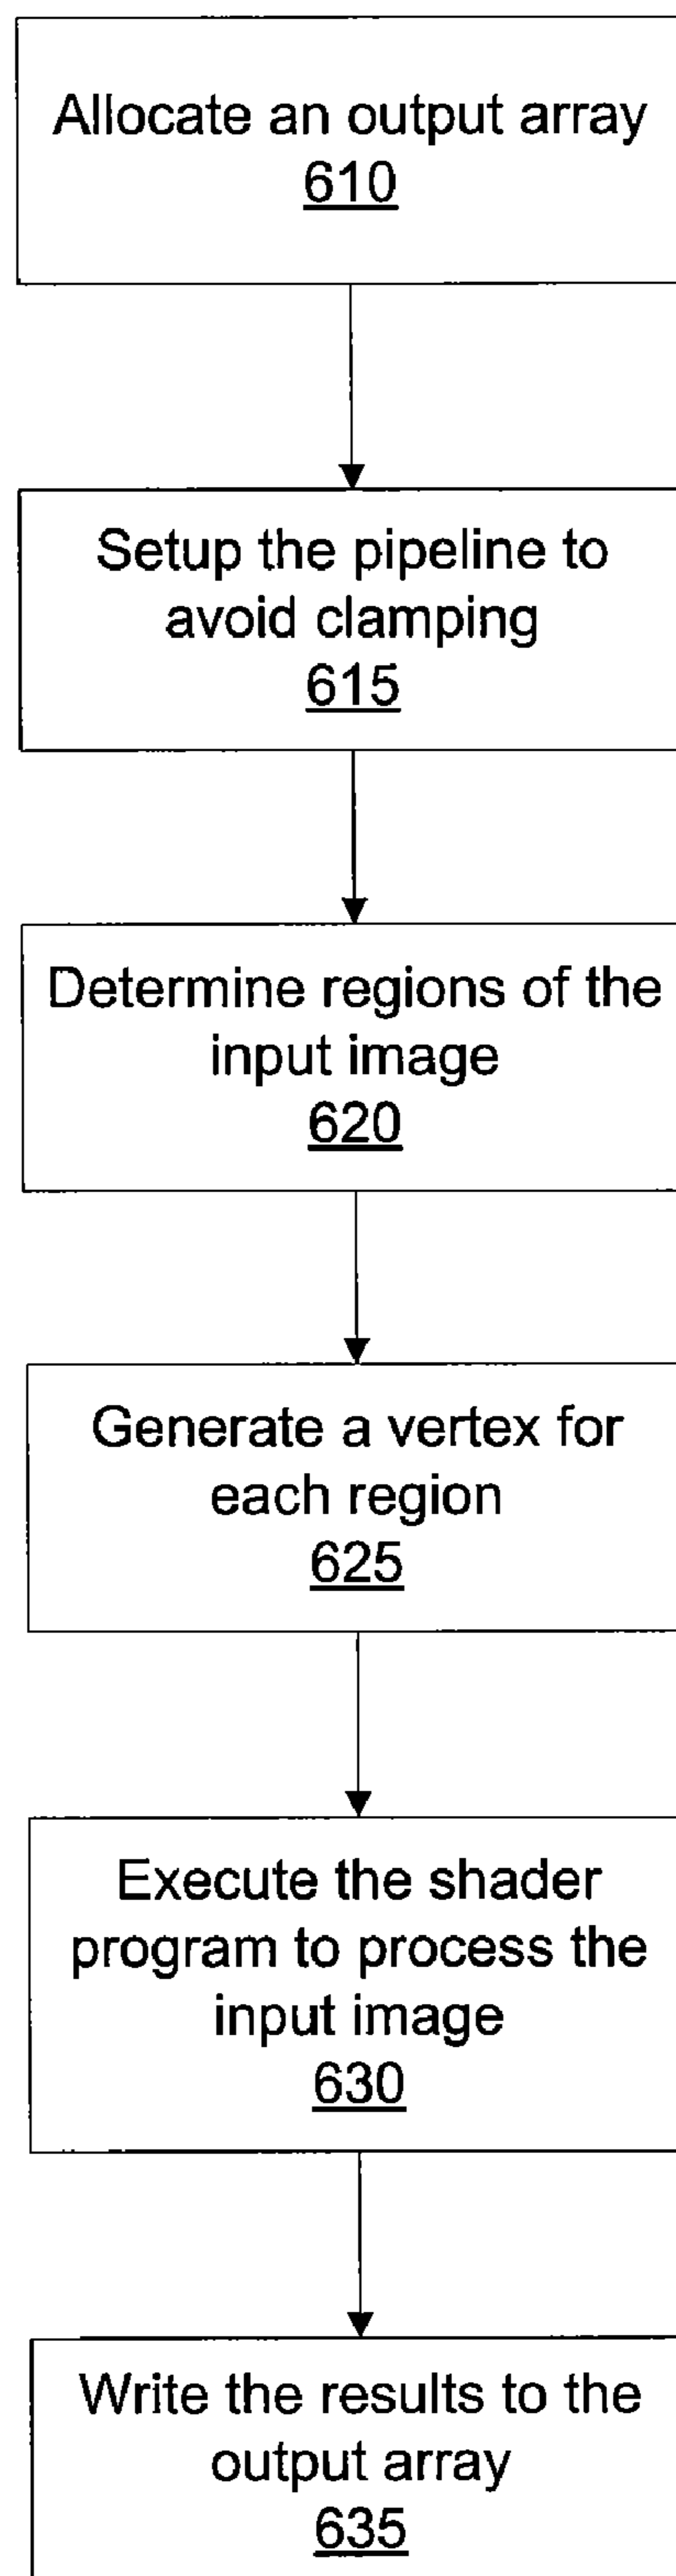 Allocate an output array
610
Setup the pipeline to
avoid clamping
615
Determine regions of the
input image
620
Generate a vertex for
each region
625
Execute the shader
program to process the
input image
630
Write the results to the
output array
635